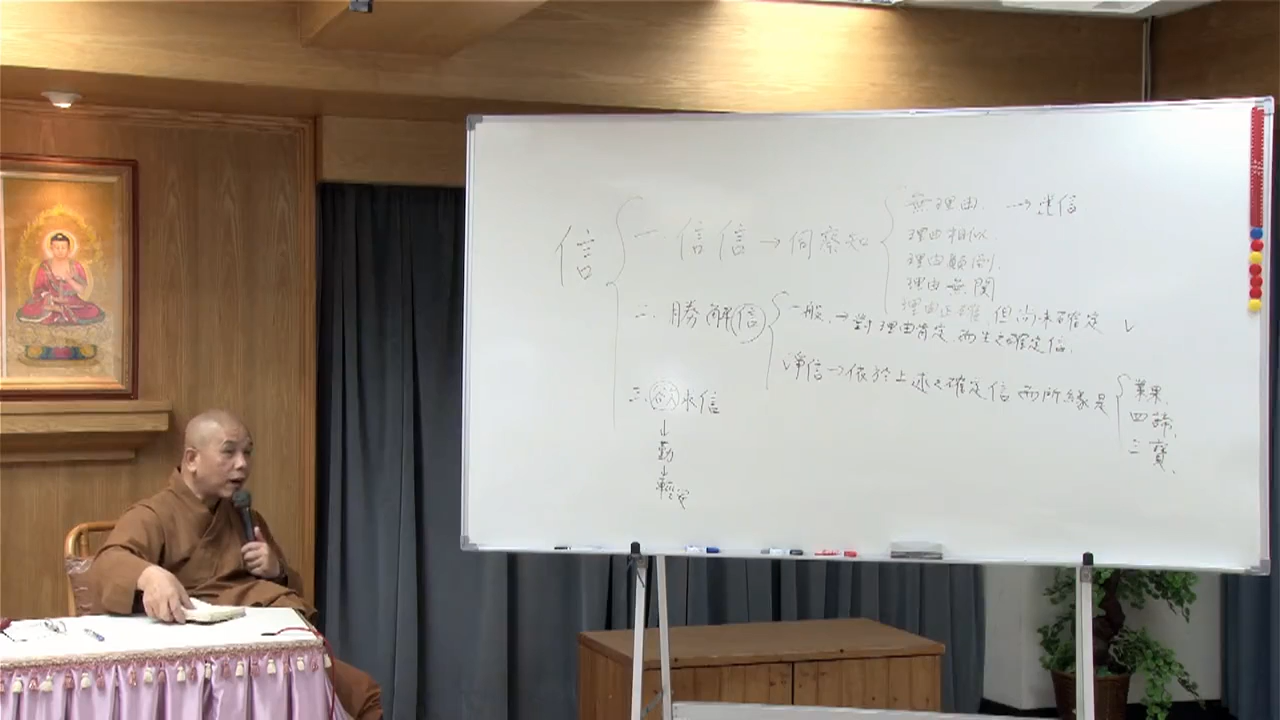 信
一. 信信 → 伺察知
無理由. → 迷信
理由相似.
理由顛倒.
理由無関
理由正確, 但尚未確定 ✓
二. 勝解信
一般. → 對理由肯定, 而生之確定信.
✓淨信 → 依於上述之確定信 而所緣是
業果.
四諦.
三寶.
三. 欲求信
↓
勤
↓
輕安